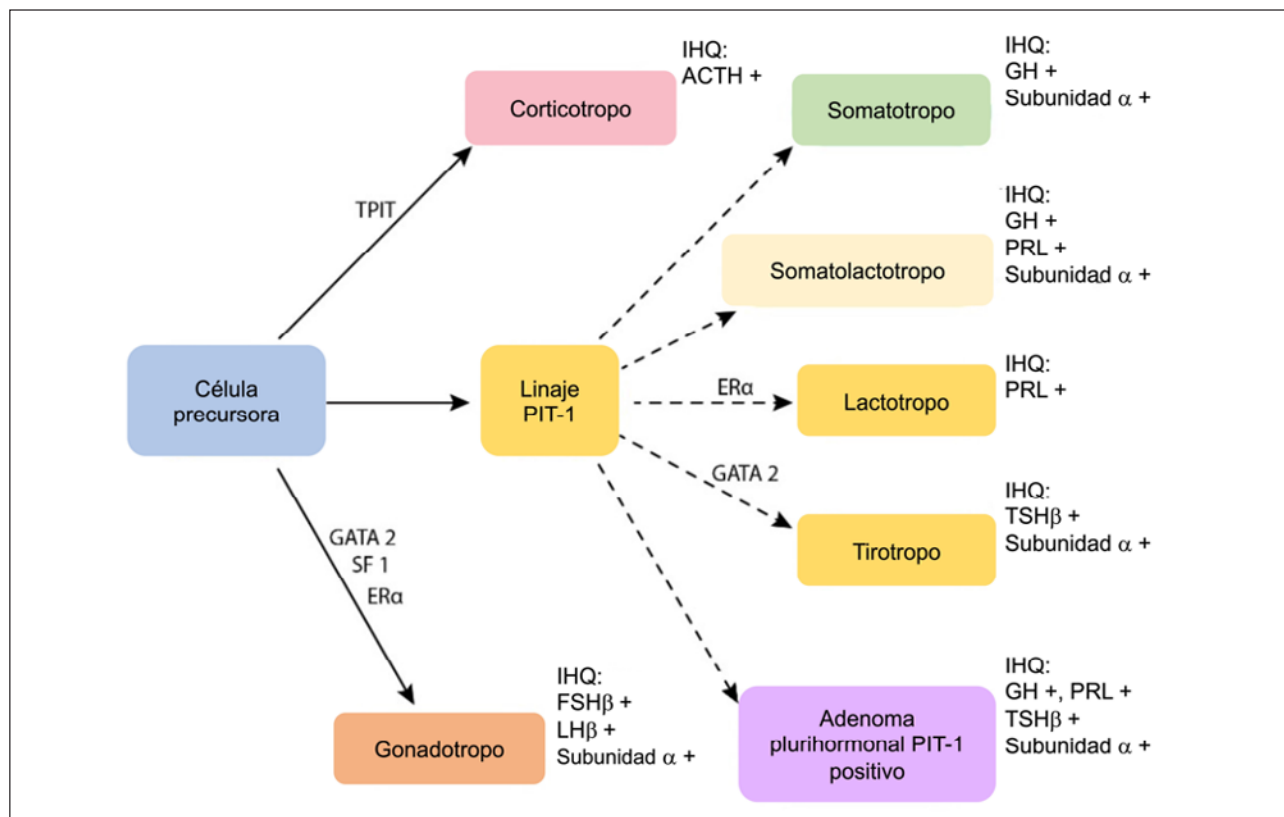 IHQ:
ACTH +
Corticotropo
IHQ:
GH +
Subunidad α +
Somatotropo
TPIT
IHQ:
GH +
PRL +
Subunidad α +
Somatolactotropo
Célula
precursora
Linaje
PIT-1
ERα
IHQ:
PRL +
Lactotropo
GATA 2
IHQ:
TSHβ +
Subunidad α +
Tirotropo
GATA 2
SF 1
ERα
IHQ:
FSHβ +
LHβ +
Subunidad α +
Gonadotropo
IHQ:
GH +, PRL +
TSHβ +
Subunidad α +
Adenoma
plurihormonal PIT-1
positivo